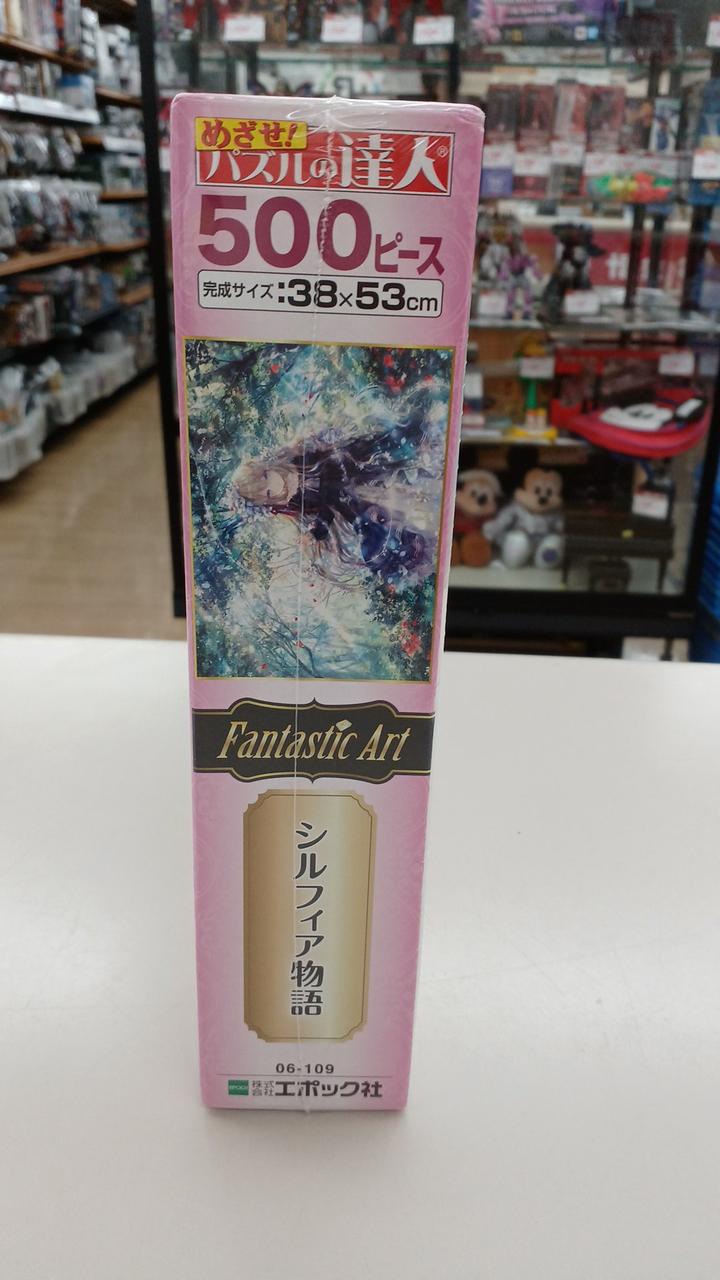 めざせ!
パズルの達人®
500ピース
完成サイズ:38×53cm
Fantastic Art
シルフィア物語
06-109
EPOCH 株式会社エポック社